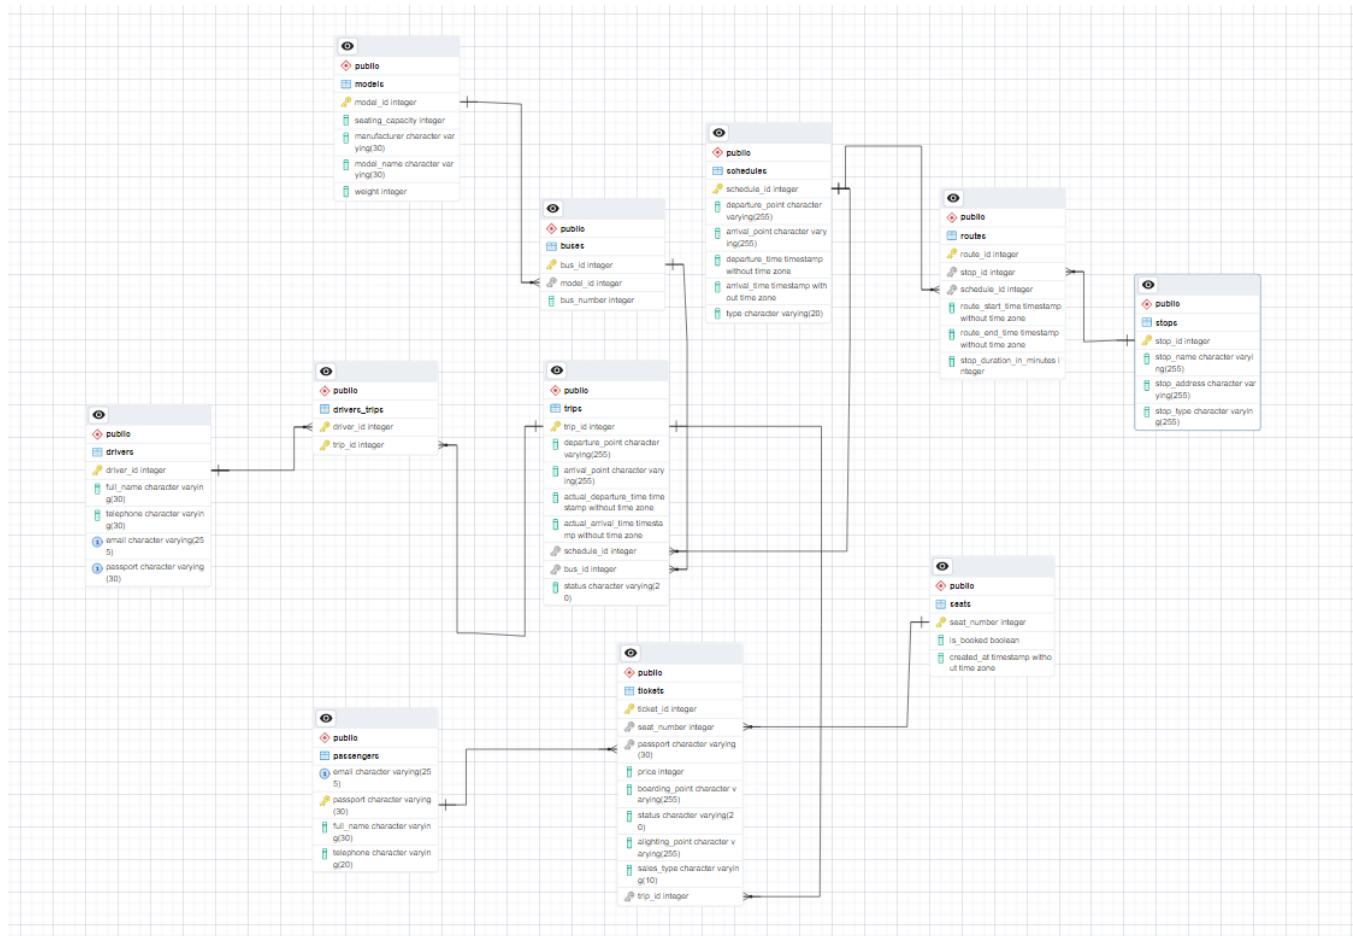 public
models
model_id integer
seating_capacity integer
manufacturer character var
ying(30)
model_name character var
ying(30)
weight integer
public
schedules
schedule_id integer
departure_point character
varying(255)
arrival_point character vary
ing(255)
departure_time timestamp
without time zone
arrival_time timestamp with
out time zone
type character varying(20)
public
buses
bus_id integer
model_id integer
bus_number integer
public
routes
route_id integer
stop_id integer
schedule_id integer
route_start_time timestamp
without time zone
route_end_time timestamp
without time zone
stop_duration_in_minutes i
nteger
public
stops
stop_id integer
stop_name character varyi
ng(255)
stop_address character var
ying(255)
stop_type character varyin
g(255)
public
drivers_trips
driver_id integer
trip_id integer
public
trips
trip_id integer
departure_point character
varying(255)
arrival_point character vary
ing(255)
actual_departure_time time
stamp without time zone
actual_arrival_time timesta
mp without time zone
schedule_id integer
bus_id integer
status character varying(2
0)
public
drivers
driver_id integer
full_name character varyin
g(30)
telephone character varyin
g(30)
email character varying(25
5)
passport character varying
(30)
public
seats
seat_number integer
is_booked boolean
created_at timestamp witho
ut time zone
public
tickets
ticket_id integer
seat_number integer
passport character varying
(30)
price integer
boarding_point character v
arying(255)
status character varying(2
0)
alighting_point character v
arying(255)
sales_type character varyin
g(10)
trip_id integer
public
passengers
email character varying(25
5)
passport character varying
(30)
full_name character varyin
g(30)
telephone character varyin
g(20)